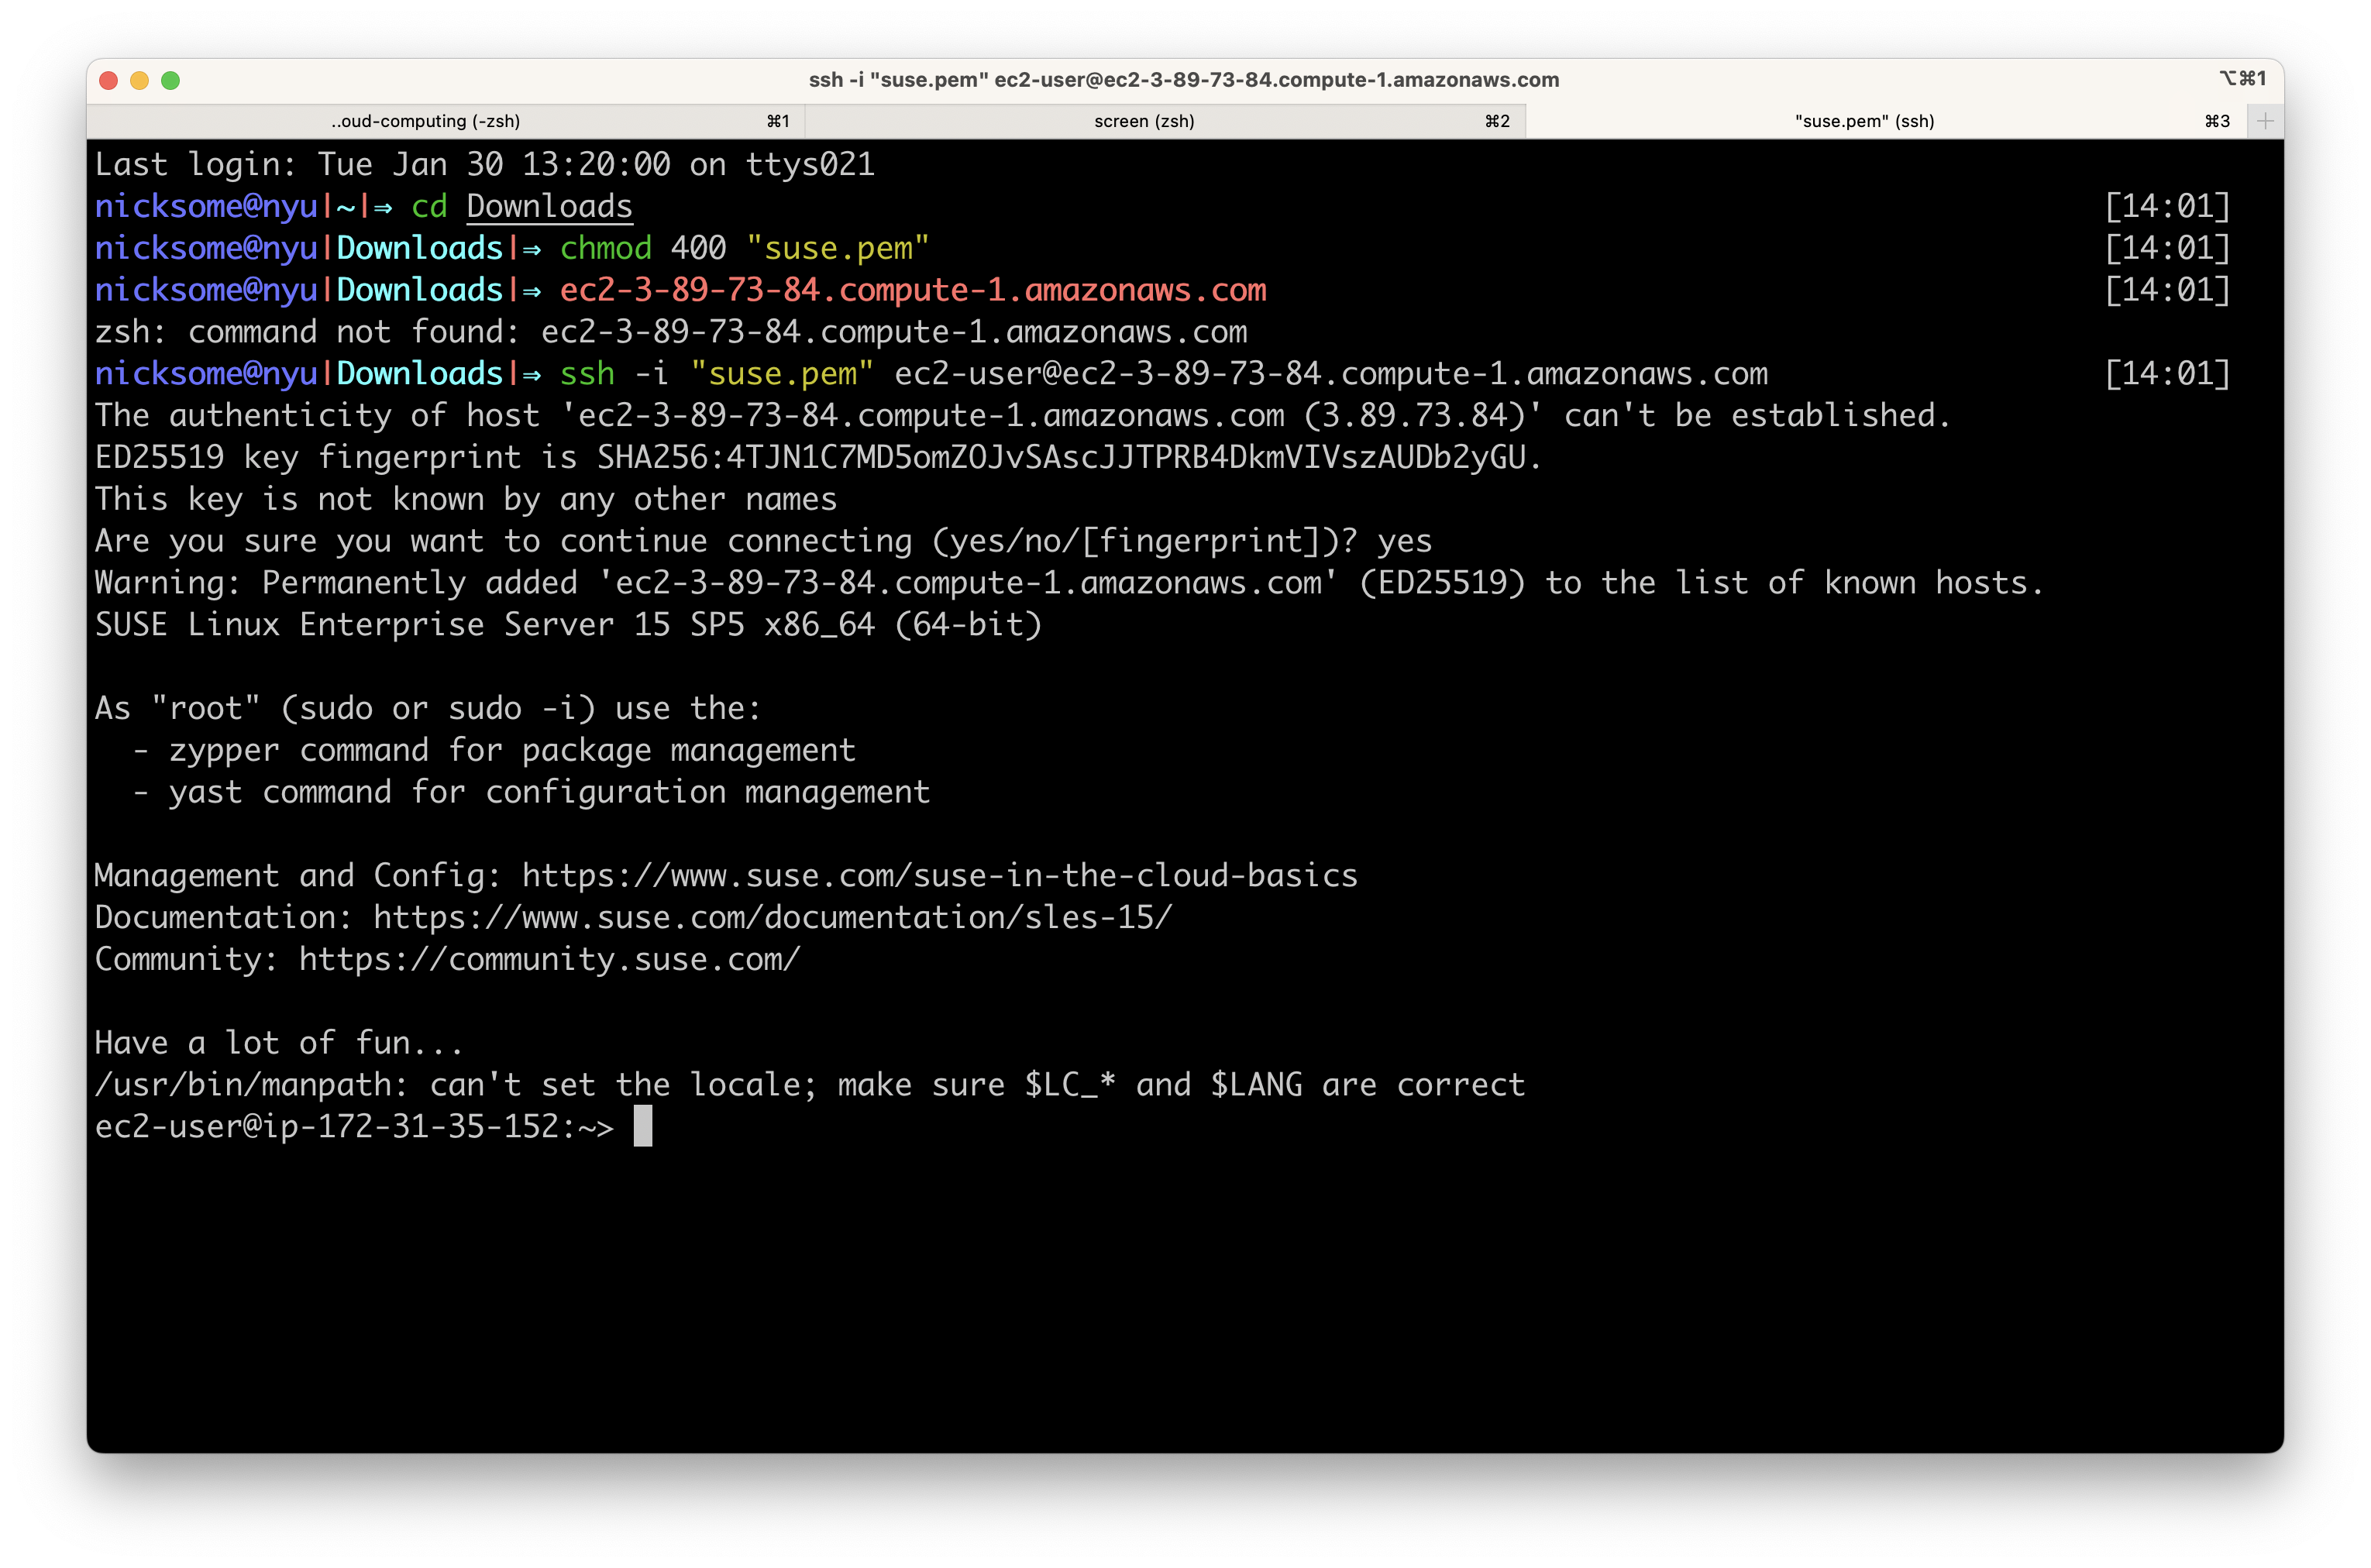 ssh -i "suse.pem" ec2-user@ec2-3-89-73-84.compute-1.amazonaws.com ⌥⌘1
..oud-computing (-zsh) ⌘1 screen (zsh) ⌘2 "suse.pem" (ssh) ⌘3 +
Last login: Tue Jan 30 13:20:00 on ttys021
nicksome@nyu|~|⇒ cd Downloads [14:01]
nicksome@nyu|Downloads|⇒ chmod 400 "suse.pem" [14:01]
nicksome@nyu|Downloads|⇒ ec2-3-89-73-84.compute-1.amazonaws.com [14:01]
zsh: command not found: ec2-3-89-73-84.compute-1.amazonaws.com
nicksome@nyu|Downloads|⇒ ssh -i "suse.pem" ec2-user@ec2-3-89-73-84.compute-1.amazonaws.com [14:01]
The authenticity of host 'ec2-3-89-73-84.compute-1.amazonaws.com (3.89.73.84)' can't be established.
ED25519 key fingerprint is SHA256:4TJN1C7MD5omZOJvSAscJJTPRB4DkmVIVszAUDb2yGU.
This key is not known by any other names
Are you sure you want to continue connecting (yes/no/[fingerprint])? yes
Warning: Permanently added 'ec2-3-89-73-84.compute-1.amazonaws.com' (ED25519) to the list of known hosts.
SUSE Linux Enterprise Server 15 SP5 x86_64 (64-bit)

As "root" (sudo or sudo -i) use the:
  - zypper command for package management
  - yast command for configuration management

Management and Config: https://www.suse.com/suse-in-the-cloud-basics
Documentation: https://www.suse.com/documentation/sles-15/
Community: https://community.suse.com/

Have a lot of fun...
/usr/bin/manpath: can't set the locale; make sure $LC_* and $LANG are correct
ec2-user@ip-172-31-35-152:~>